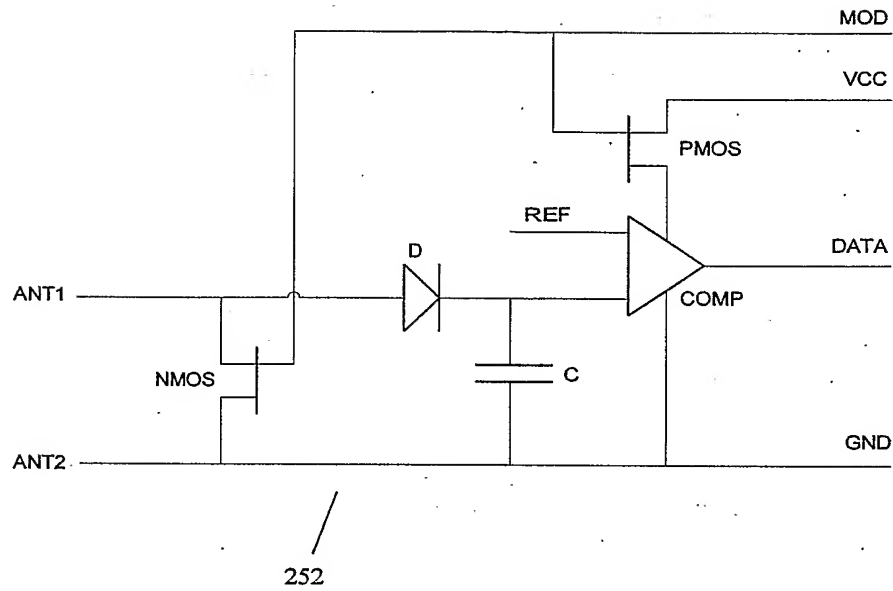 MOD
VCC
PMOS
REF
DATA
D
COMP
ANT1
NMOS
C
GND
ANT2
252